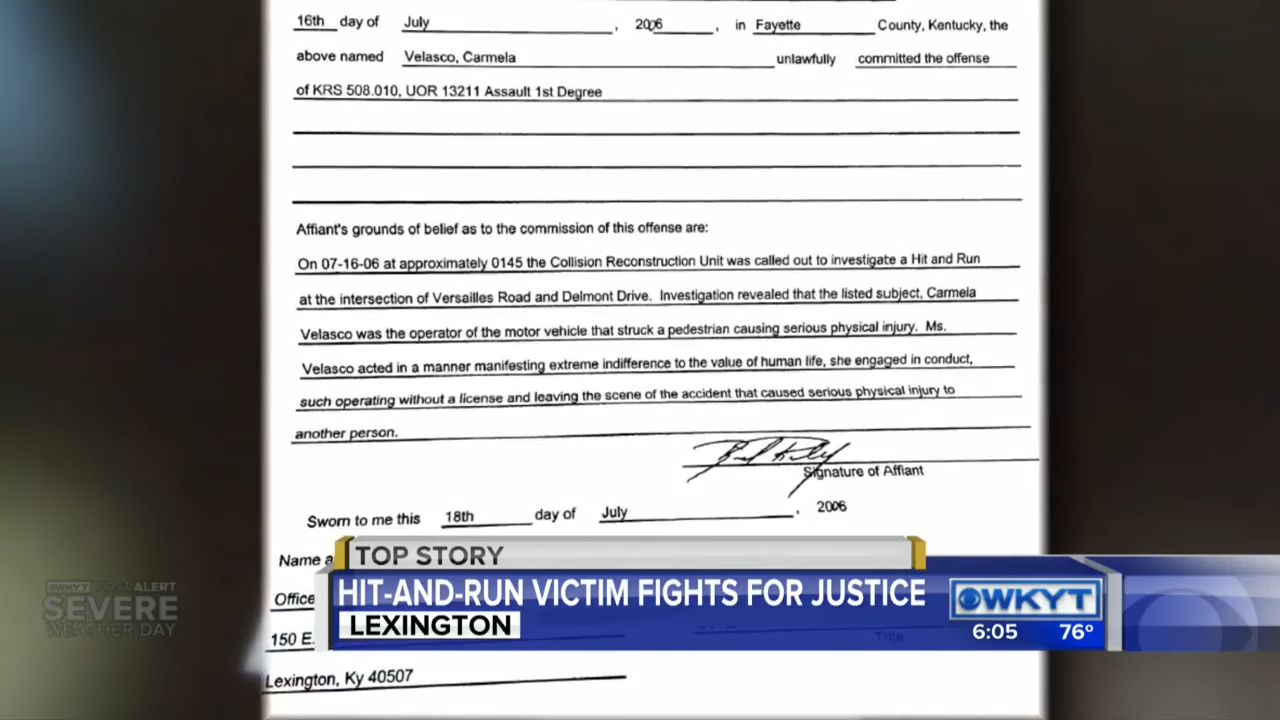 16th day of July , 2006 , in Fayette County, Kentucky, the
above named Velasco, Carmela unlawfully committed the offense
of KRS 508.010, UOR 13211 Assault 1st Degree
Affiant's grounds of belief as to the commission of this offense are:
On 07-16-06 at approximately 0145 the Collision Reconstruction Unit was called out to investigate a Hit and Run
at the intersection of Versailles Road and Delmont Drive. Investigation revealed that the listed subject, Carmela
Velasco was the operator of the motor vehicle that struck a pedestrian causing serious physical injury. Ms.
Velasco acted in a manner manifesting extreme indifference to the value of human life, she engaged in conduct,
such operating without a license and leaving the scene of the accident that caused serious physical injury to
another person.
Signature of Affiant
Sworn to me this 18th day of July , 2006
Name a
TOP STORY
HIT-AND-RUN VICTIM FIGHTS FOR JUSTICE
LEXINGTON
WKYT
6:05 76°
Office
150 E.
Title
Lexington, Ky 40507
WKYT FIRST ALERT
SEVERE
WEATHER DAY